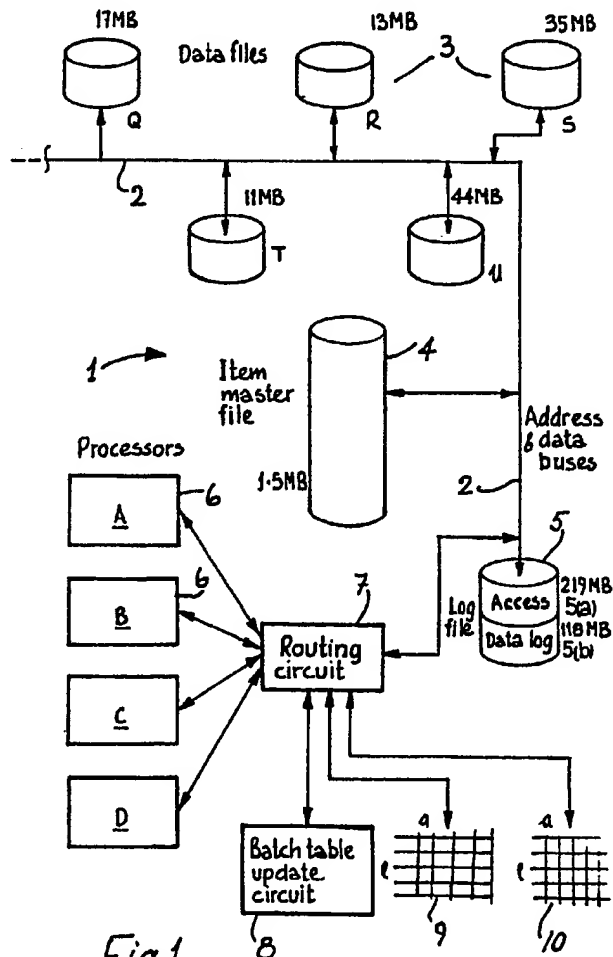 17MB
Data files
13MB
3
35MB
Q
R
S
2
11MB
44MB
T
U
1
Item
master
file
4
1.5MB
Address
& data
buses
2
Processors
A
6
B
6
C
D
7
Routing
circuit
5
Log
file
Access
219MB
5(a)
Data log
118MB
5(b)
Batch table
update
circuit
8
a
l
9
a
l
10
Fig 1